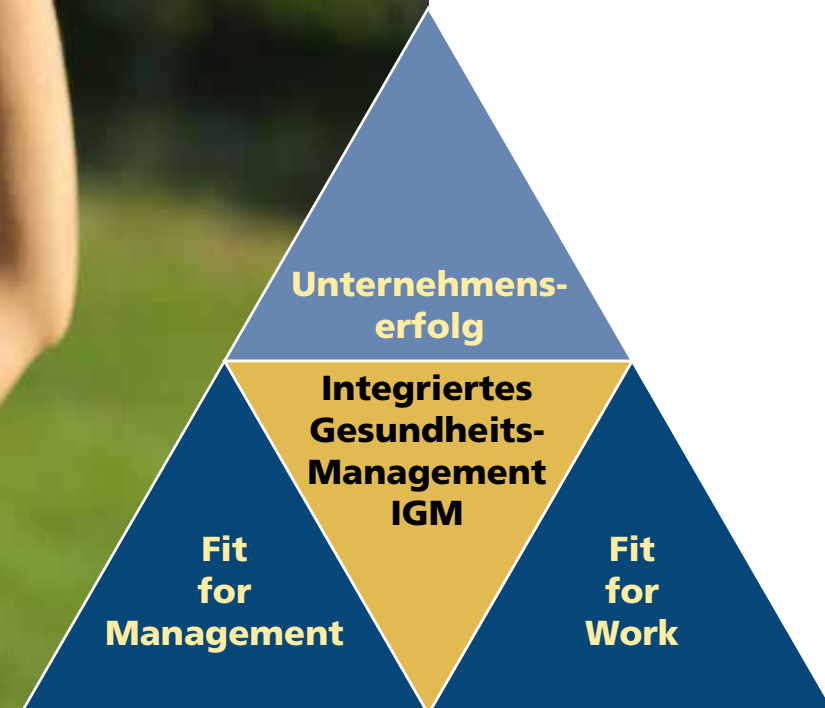 Unternehmens-
erfolg
Integriertes
Gesundheits-
Management
IGM
Fit
for
Management
Fit
for
Work